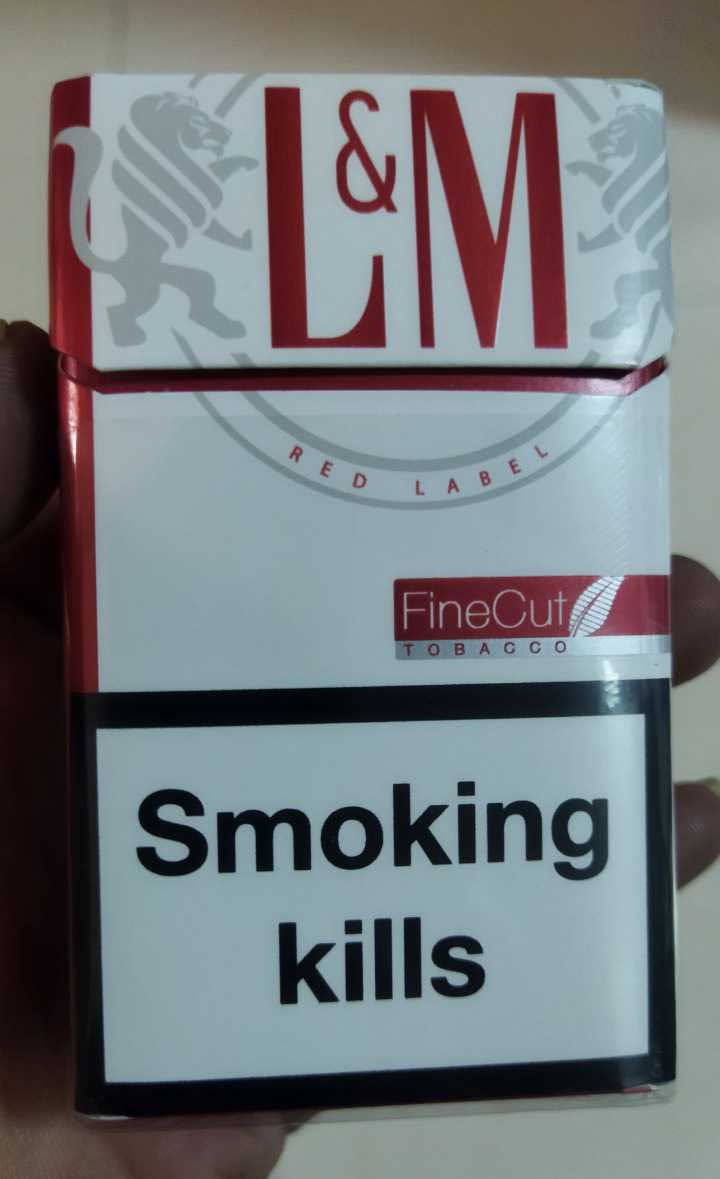 L&M
RED LABEL
FineCut
TOBACCO
Smoking
kills